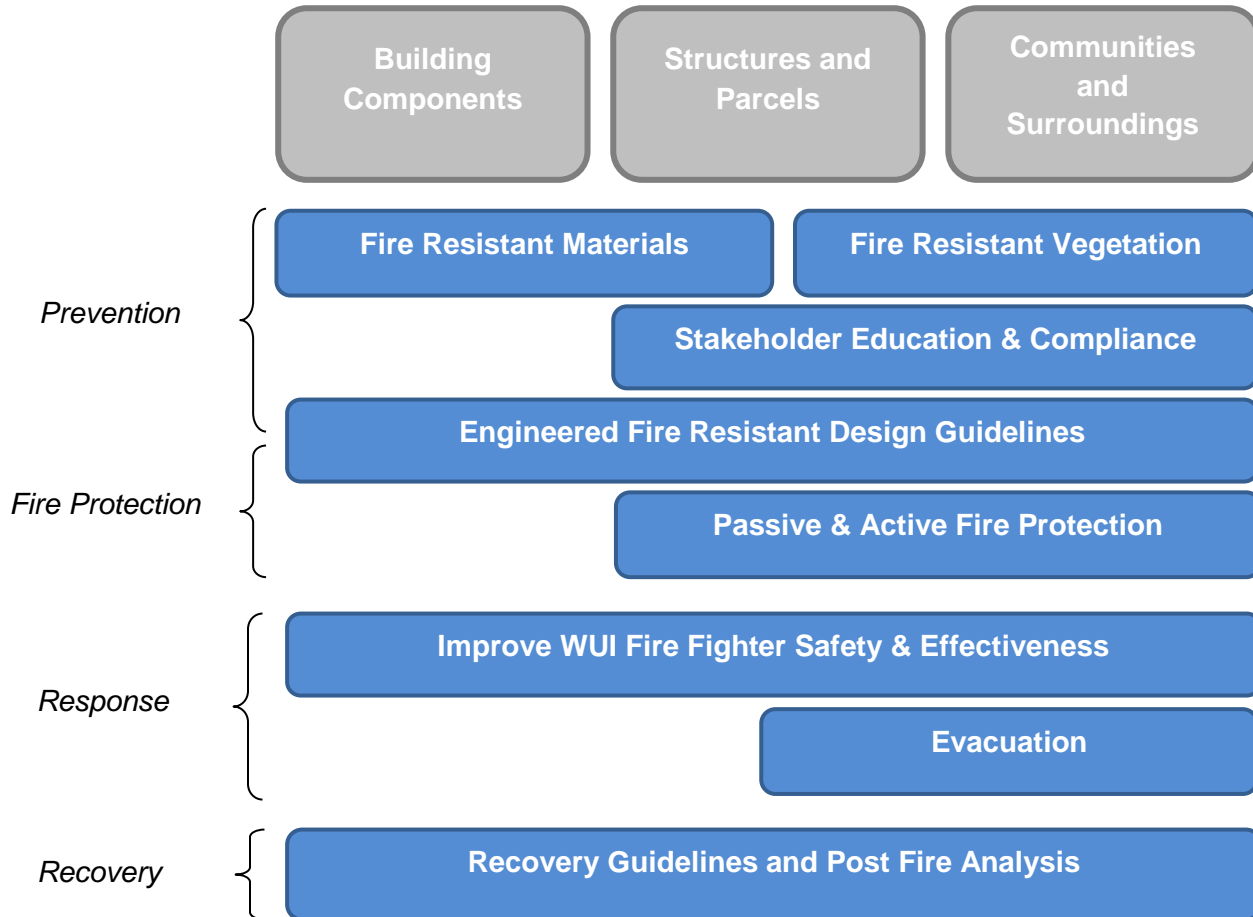 Building
Components
Structures and
Parcels
Communities
and
Surroundings
Prevention
Fire Resistant Materials
Fire Resistant Vegetation
Stakeholder Education & Compliance
Engineered Fire Resistant Design Guidelines
Fire Protection
Passive & Active Fire Protection
Response
Improve WUI Fire Fighter Safety & Effectiveness
Evacuation
Recovery
Recovery Guidelines and Post Fire Analysis